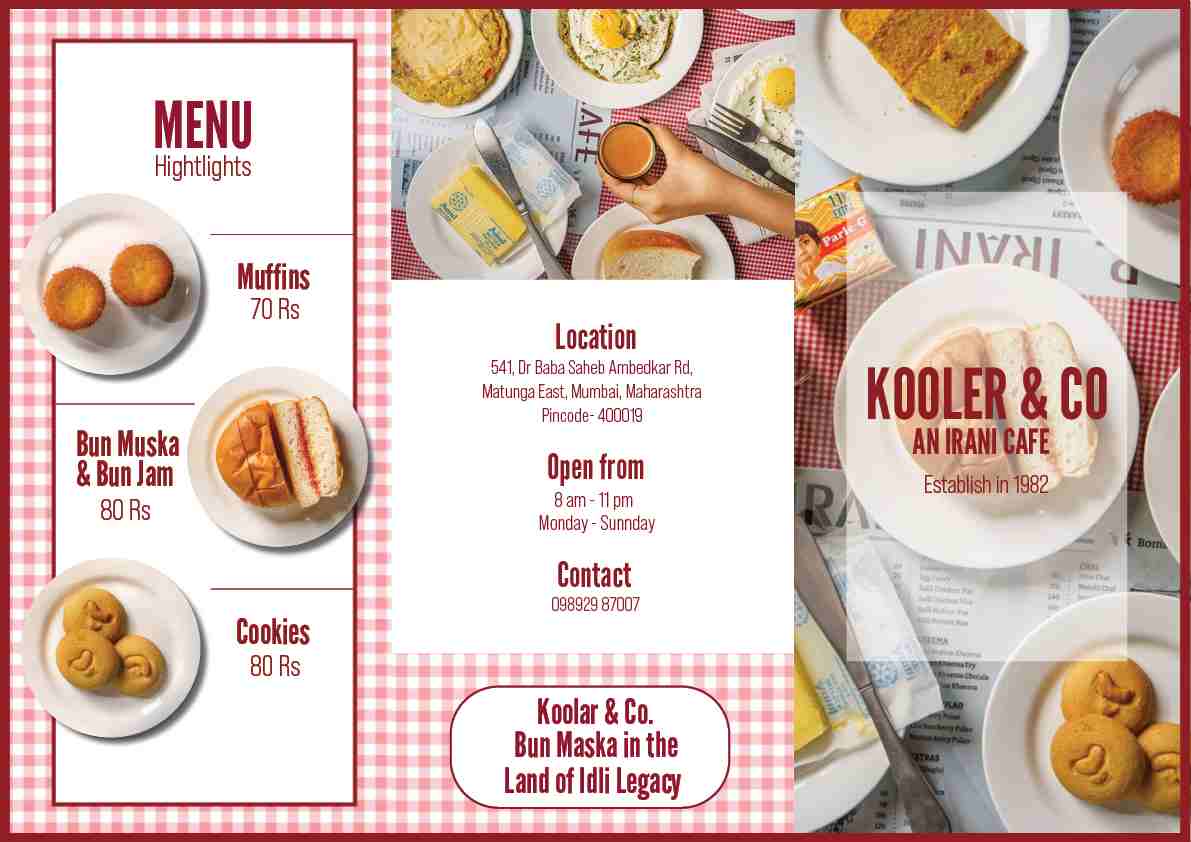 MENU
Hightlights
Muffins
70 Rs
Bun Muska
& Bun Jam
80 Rs
Cookies
80 Rs
Location
541, Dr Baba Saheb Ambedkar Rd,
Matunga East, Mumbai, Maharashtra
Pincode- 400019
Open from
8 am - 11 pm
Monday - Sunnday
Contact
098929 87007
Koolar & Co.
Bun Maska in the
Land of Idli Legacy
Parle-G
IRANI
KOOLER & CO
AN IRANI CAFE
Establish in 1982